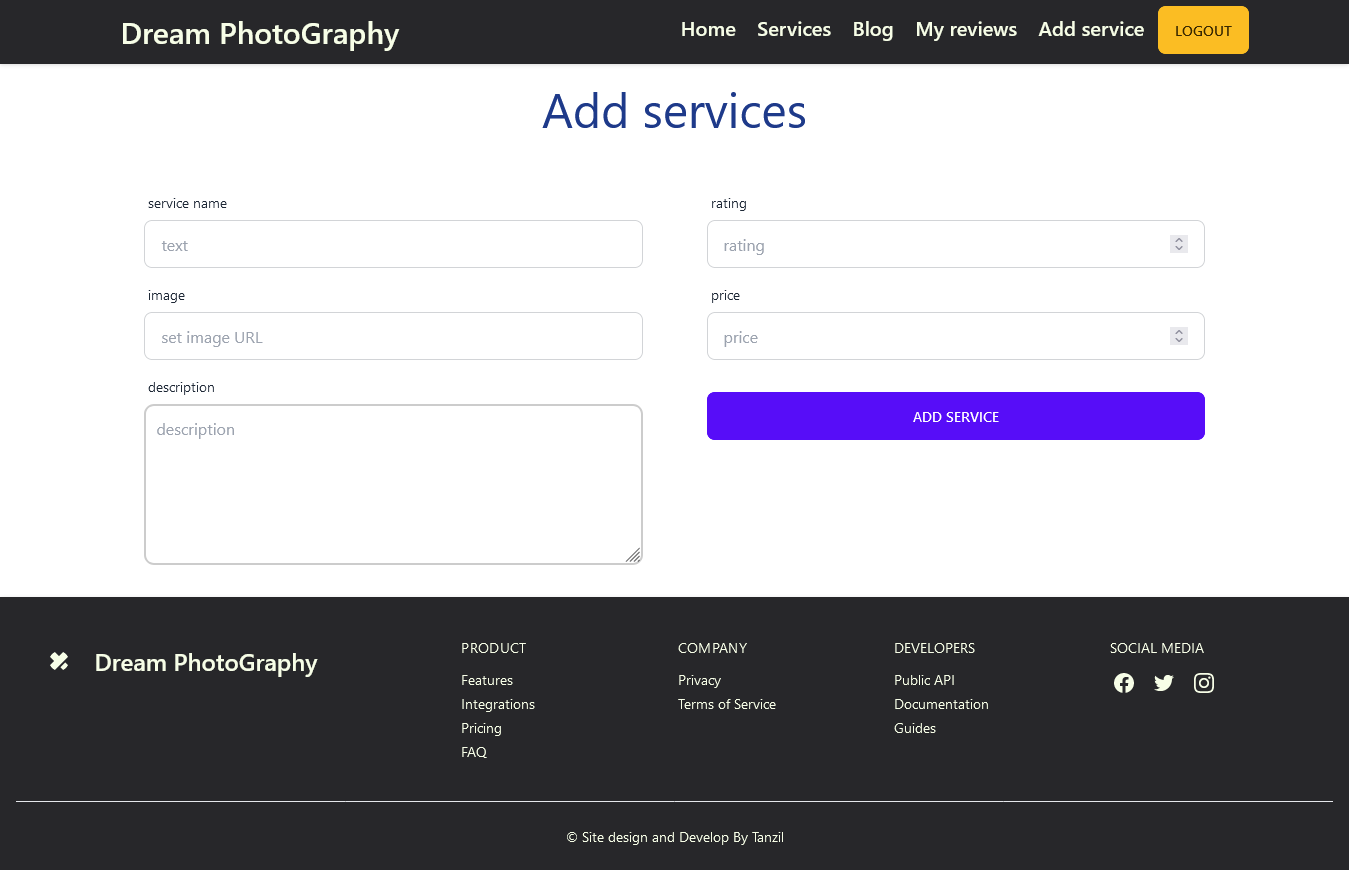 Dream PhotoGraphy
Home Services Blog My reviews Add service LOGOUT
Add services
service name
text
image
set image URL
description
description
rating
rating
price
price
ADD SERVICE
Dream PhotoGraphy
PRODUCT
Features
Integrations
Pricing
FAQ
COMPANY
Privacy
Terms of Service
DEVELOPERS
Public API
Documentation
Guides
SOCIAL MEDIA
© Site design and Develop By Tanzil